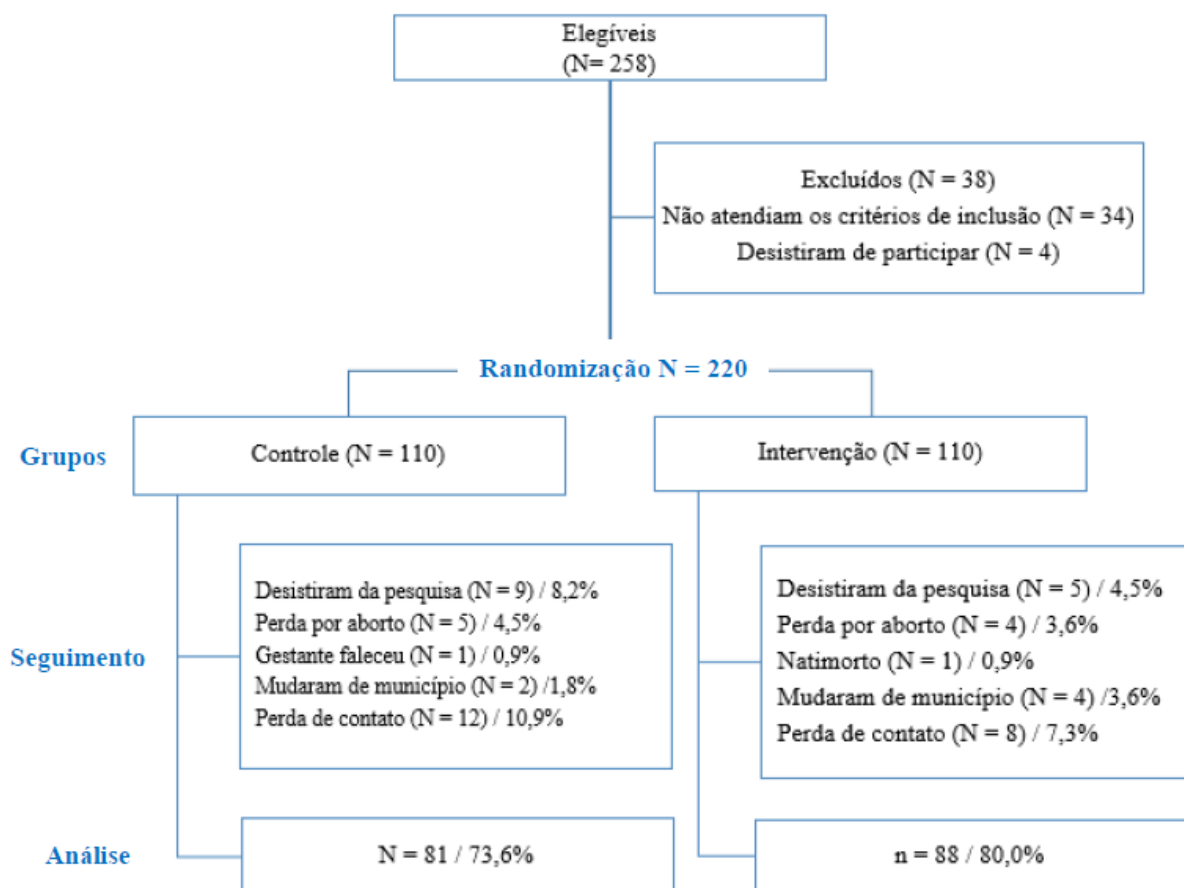 Elegíveis
(N= 258)
Excluídos (N = 38)
Não atendiam os critérios de inclusão (N = 34)
Desistiram de participar (N = 4)
Randomização N = 220
Grupos
Controle (N = 110)
Intervenção (N = 110)
Seguimento
Desistiram da pesquisa (N = 9) / 8,2%
Perda por aborto (N = 5) / 4,5%
Gestante faleceu (N = 1) / 0,9%
Mudaram de município (N = 2) /1,8%
Perda de contato (N = 12) / 10,9%
Desistiram da pesquisa (N = 5) / 4,5%
Perda por aborto (N = 4) / 3,6%
Natimorto (N = 1) / 0,9%
Mudaram de município (N = 4) /3,6%
Perda de contato (N = 8) / 7,3%
Análise
N = 81 / 73,6%
n = 88 / 80,0%